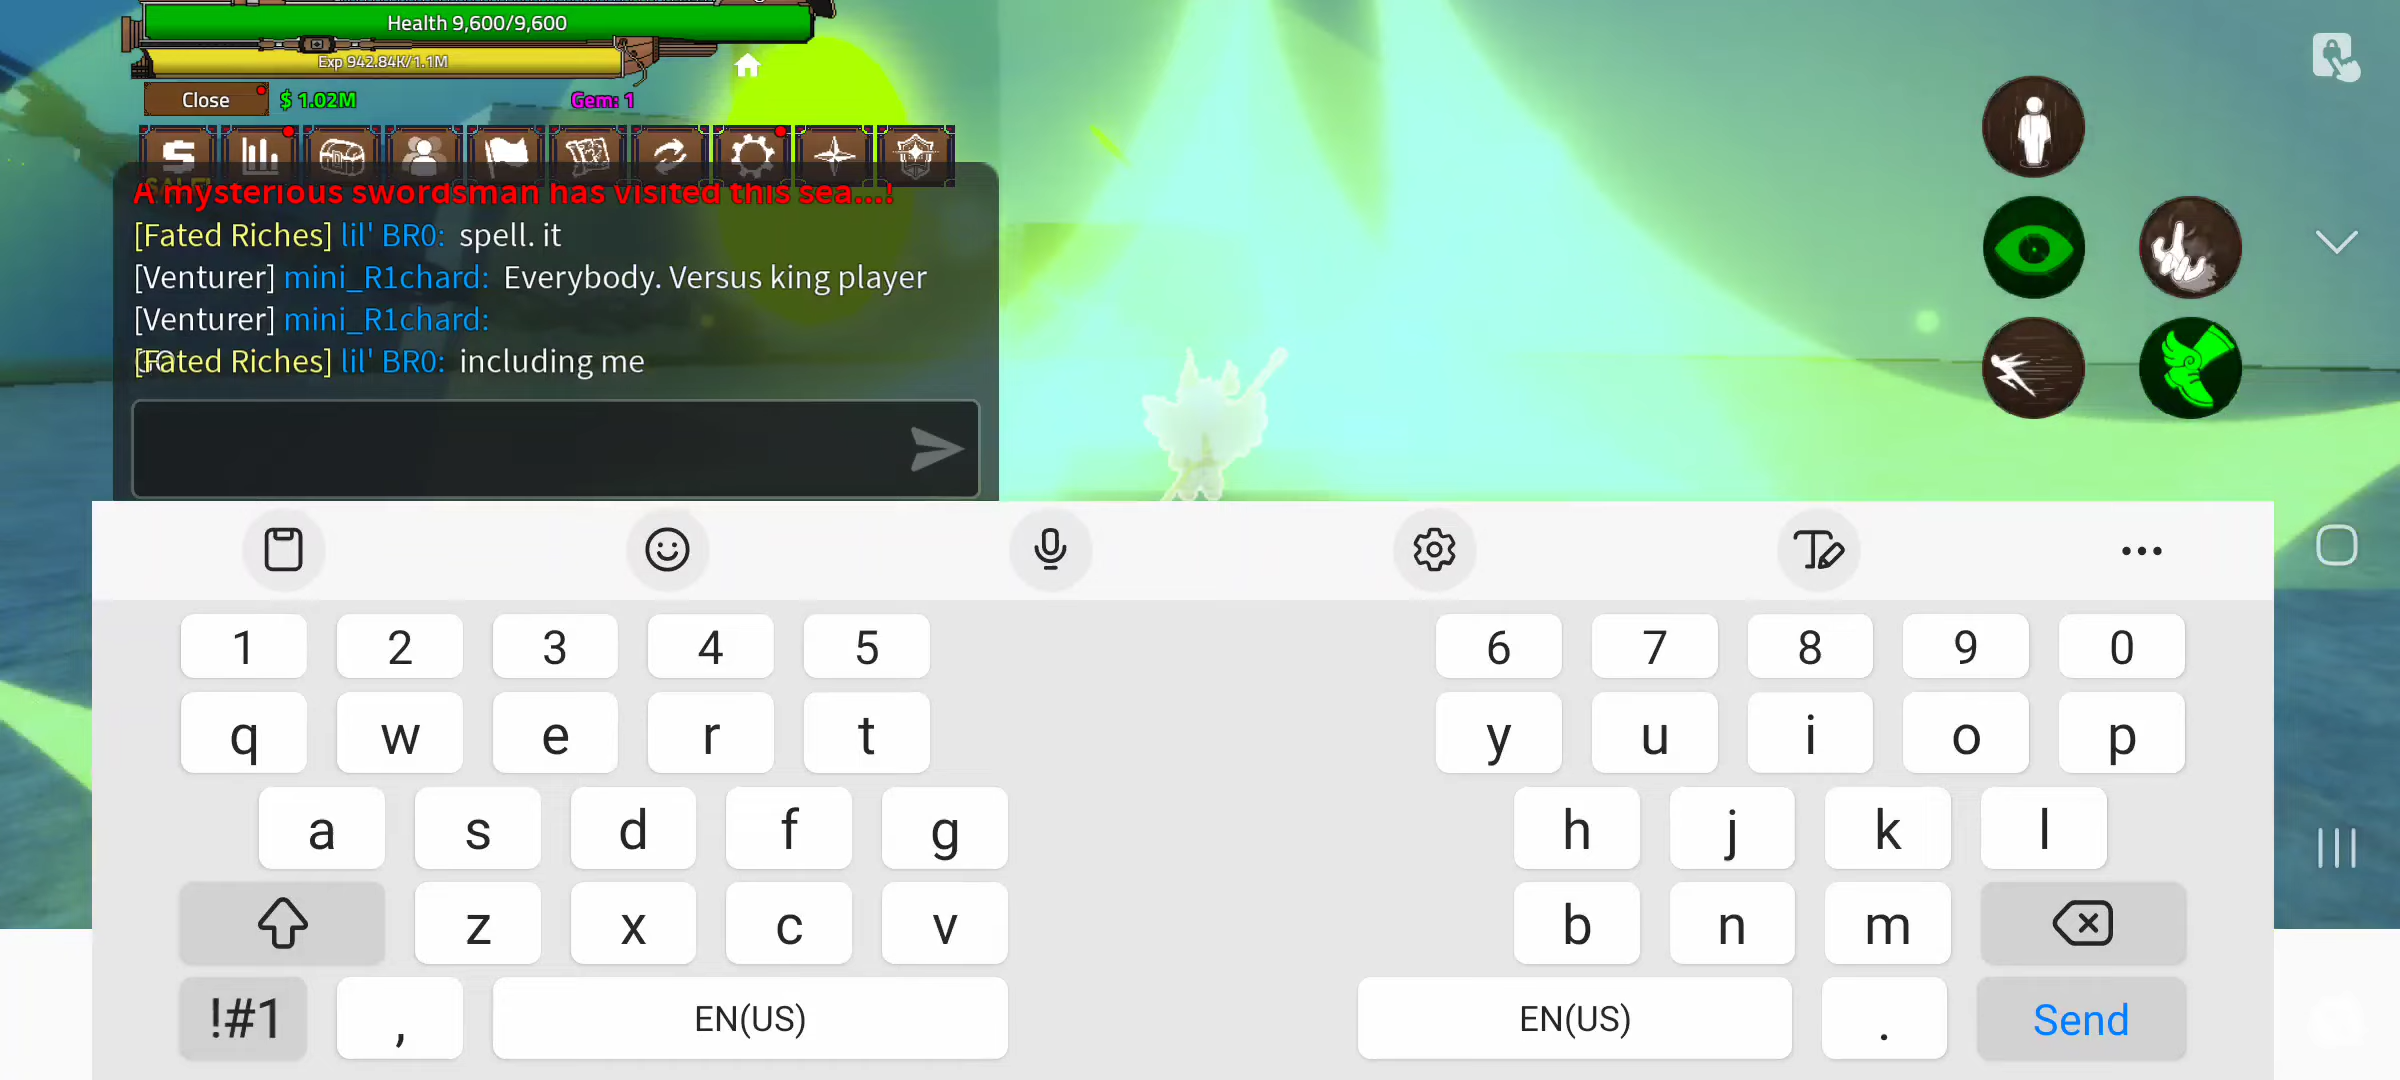 Health 9,600/9,600
Exp 942.84K/1.1M
Close
$ 1.02M
Gem: 1
A mysterious swordsman has visited this sea...!
[Fated Riches] lil' BR0: spell. it
[Venturer] mini_R1chard: Everybody. Versus king player
[Venturer] mini_R1chard:
[Fated Riches] lil' BR0: including me
1 2 3 4 5 6 7 8 9 0
q w e r t y u i o p
a s d f g h j k l
z x c v b n m
!#1 , EN(US) EN(US) . Send